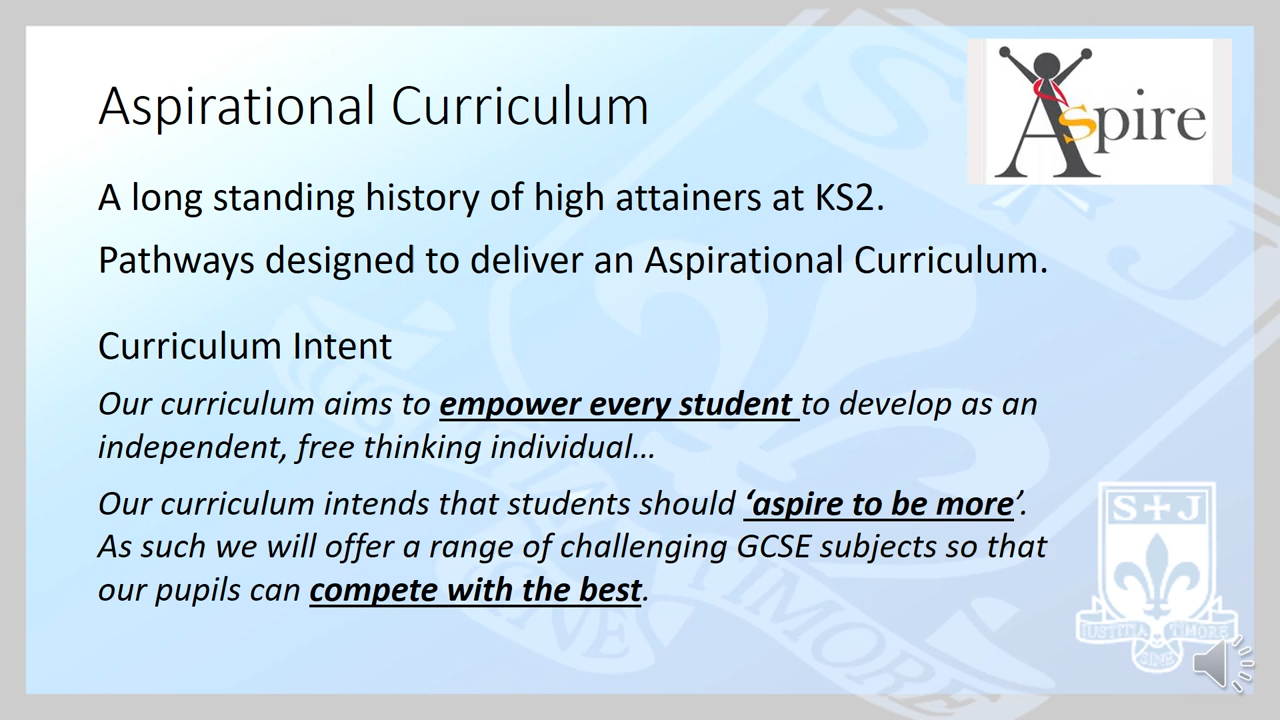 Aspirational Curriculum
Aspire
A long standing history of high attainers at KS2.
Pathways designed to deliver an Aspirational Curriculum.
Curriculum Intent
Our curriculum aims to empower every student to develop as an
independent, free thinking individual…
Our curriculum intends that students should ‘aspire to be more’.
As such we will offer a range of challenging GCSE subjects so that
our pupils can compete with the best.
S J
JUSTITIA TIMORE
SINE